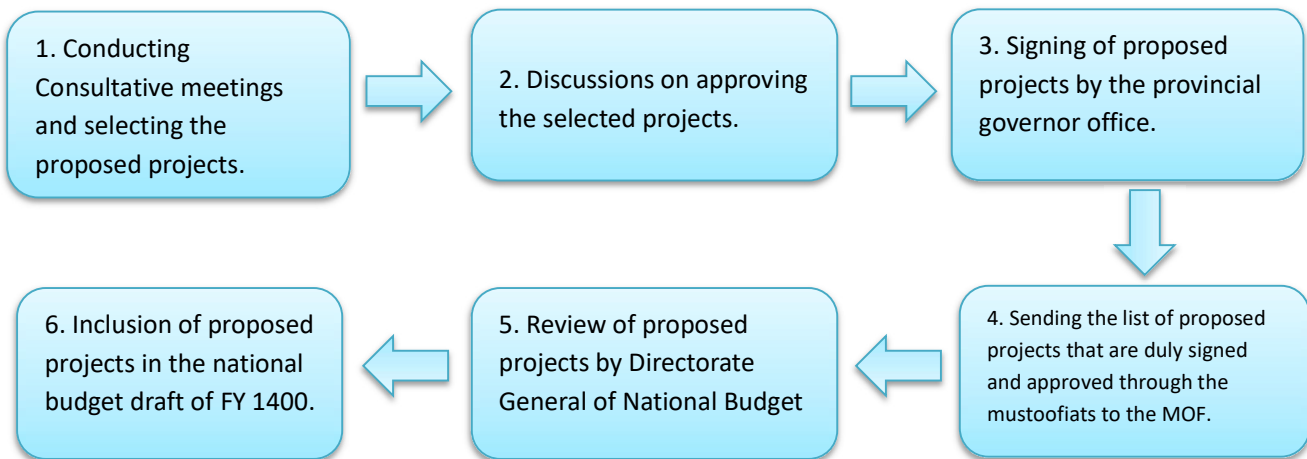 1. Conducting
Consultative meetings
and selecting the
proposed projects.
2. Discussions on approving
the selected projects.
3. Signing of proposed
projects by the provincial
governor office.
4. Sending the list of proposed
projects that are duly signed
and approved through the
mustoofiats to the MOF.
5. Review of proposed
projects by Directorate
General of National Budget
6. Inclusion of proposed
projects in the national
budget draft of FY 1400.